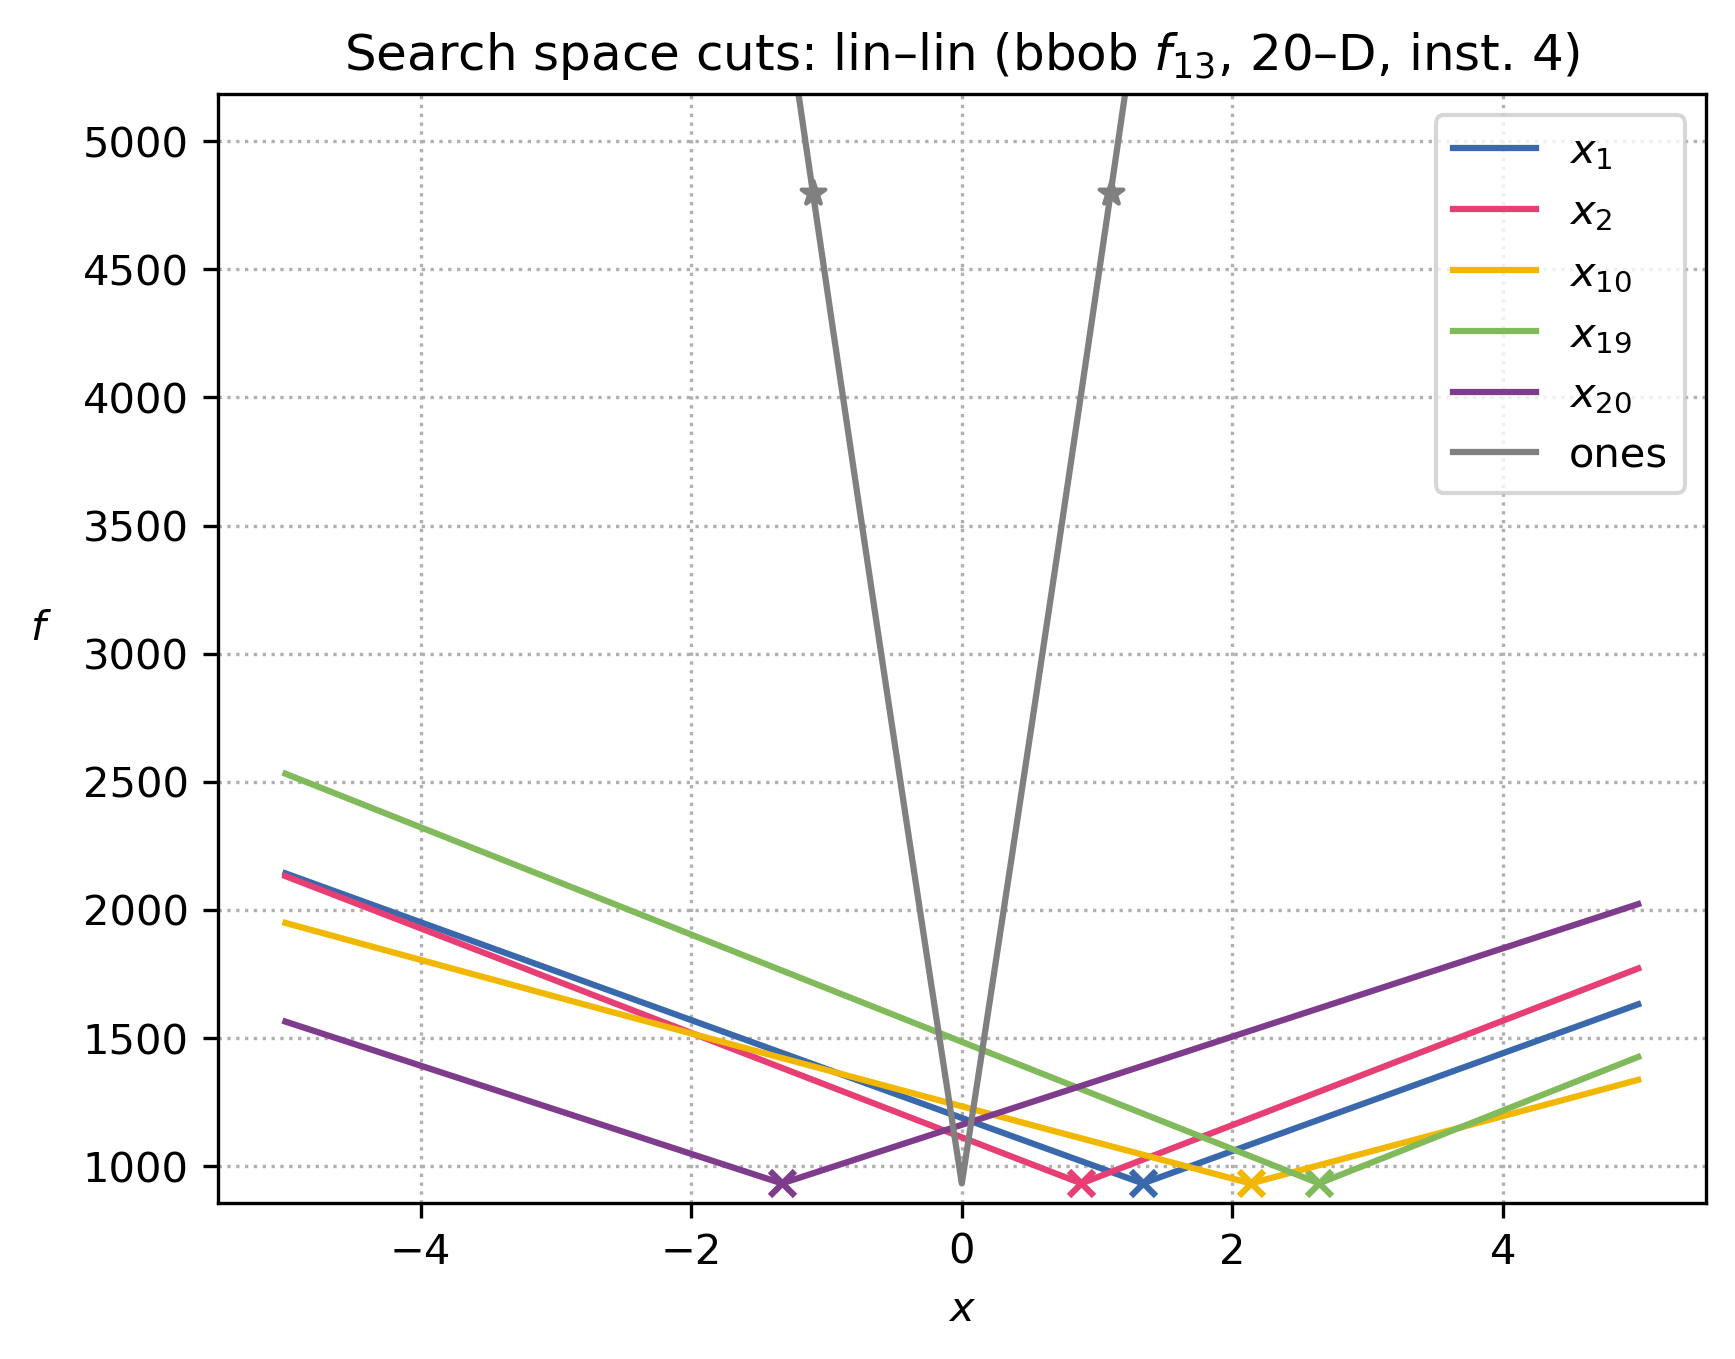 Search space cuts: lin–lin (bbob f₁₃, 20–D, inst. 4)
5000
4500
4000
3500
3000
2500
2000
1500
1000
f
−4
−2
0
2
4
x
x₁
x₂
x₁₀
x₁₉
x₂₀
ones